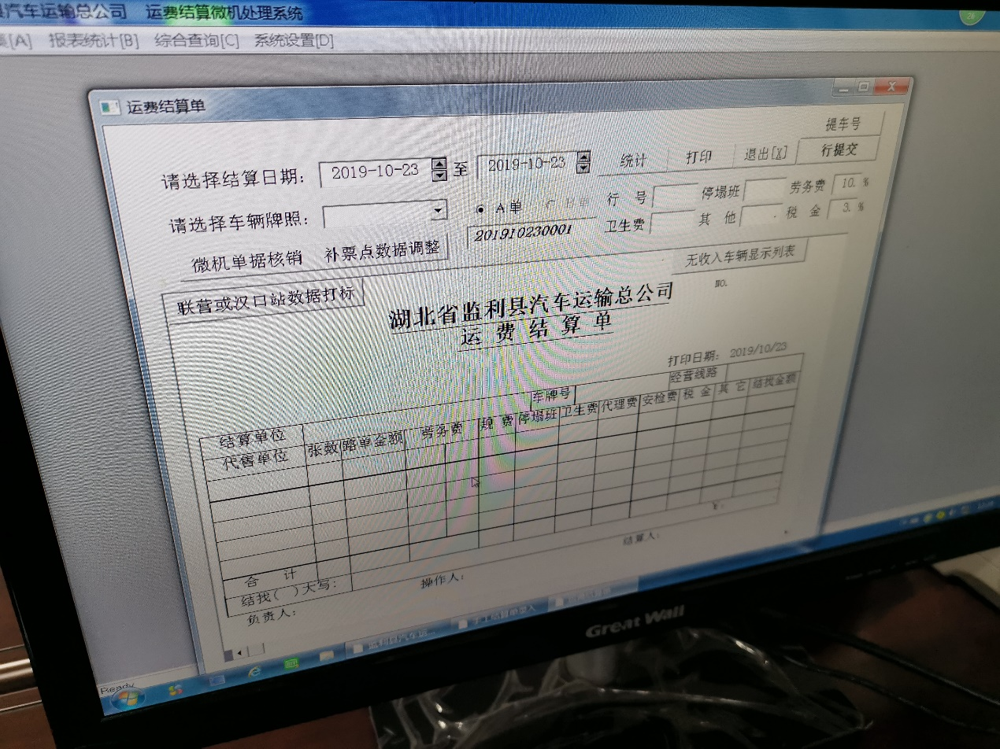 汽车运输总公司 运费结算微机处理系统
[A] 报表统计[B] 综合查询[C] 系统设置[D]
运费结算单
提车号
请选择结算日期： 2019-10-23 至 2019-10-23 统计 打印 退出[X] 行提交
请选择车辆牌照： A单 行 号 停塌班 劳务费 10. %
201910230001 卫生费 其 他 税 金 3. %
微机单据核销 补票点数据调整 无收入车辆显示列表
联营或汉口站数据打标 NO.
湖北省监利县汽车运输总公司
运 费 结 算 单
打印日期： 2019/10/23
结算单位 车牌号 经营线路
代售单位 张数 路单金额 劳务费 规 费 停塌班 卫生费 代理费 安检费 税 金 其 它 结找金额
合 计
结找( )大写：
负责人： 操作人： 结算人：
Ready
Great Wall